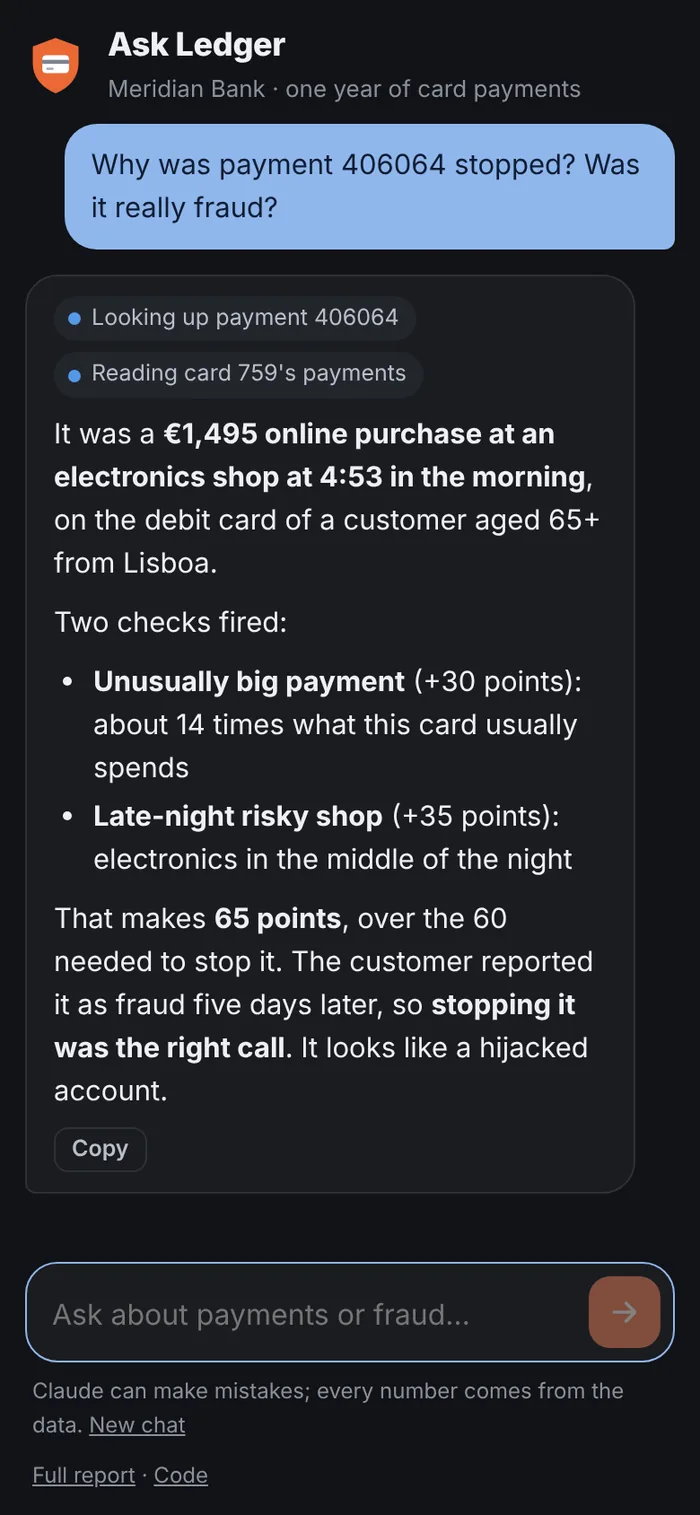 Ask Ledger
Meridian Bank · one year of card payments
Why was payment 406064 stopped? Was
it really fraud?
Looking up payment 406064
Reading card 759's payments
It was a €1,495 online purchase at an
electronics shop at 4:53 in the morning,
on the debit card of a customer aged 65+
from Lisboa.
Two checks fired:
• Unusually big payment (+30 points):
about 14 times what this card usually
spends
• Late-night risky shop (+35 points):
electronics in the middle of the night
That makes 65 points, over the 60
needed to stop it. The customer reported
it as fraud five days later, so stopping it
was the right call. It looks like a hijacked
account.
Copy
Ask about payments or fraud...
Claude can make mistakes; every number comes from the
data. New chat
Full report · Code